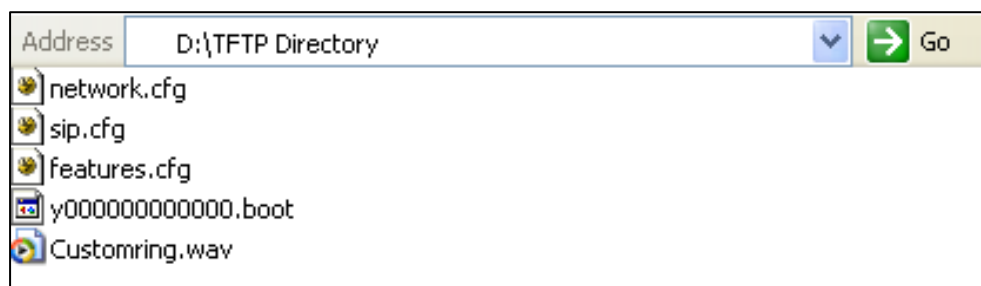 Address D:\TFTP Directory Go
network.cfg
sip.cfg
features.cfg
y000000000000.boot
Customring.wav